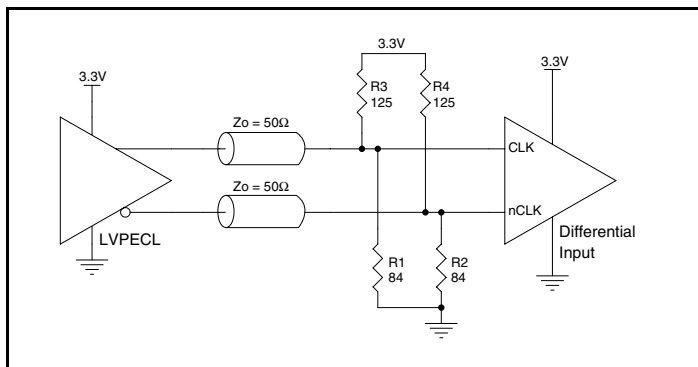 3.3V
3.3V
3.3V
R3
125
R4
125
Zo = 50Ω
CLK
Zo = 50Ω
nCLK
LVPECL
Differential
Input
R1
84
R2
84